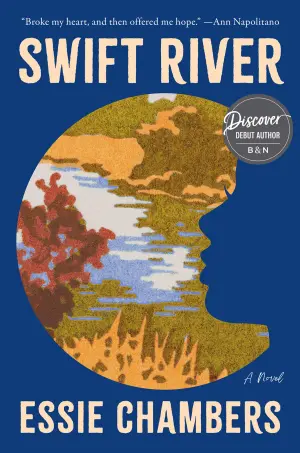 "Broke my heart, and then offered me hope." —Ann Napolitano
SWIFT RIVER
Discover
DEBUT AUTHOR
B&N
A Novel
ESSIE CHAMBERS